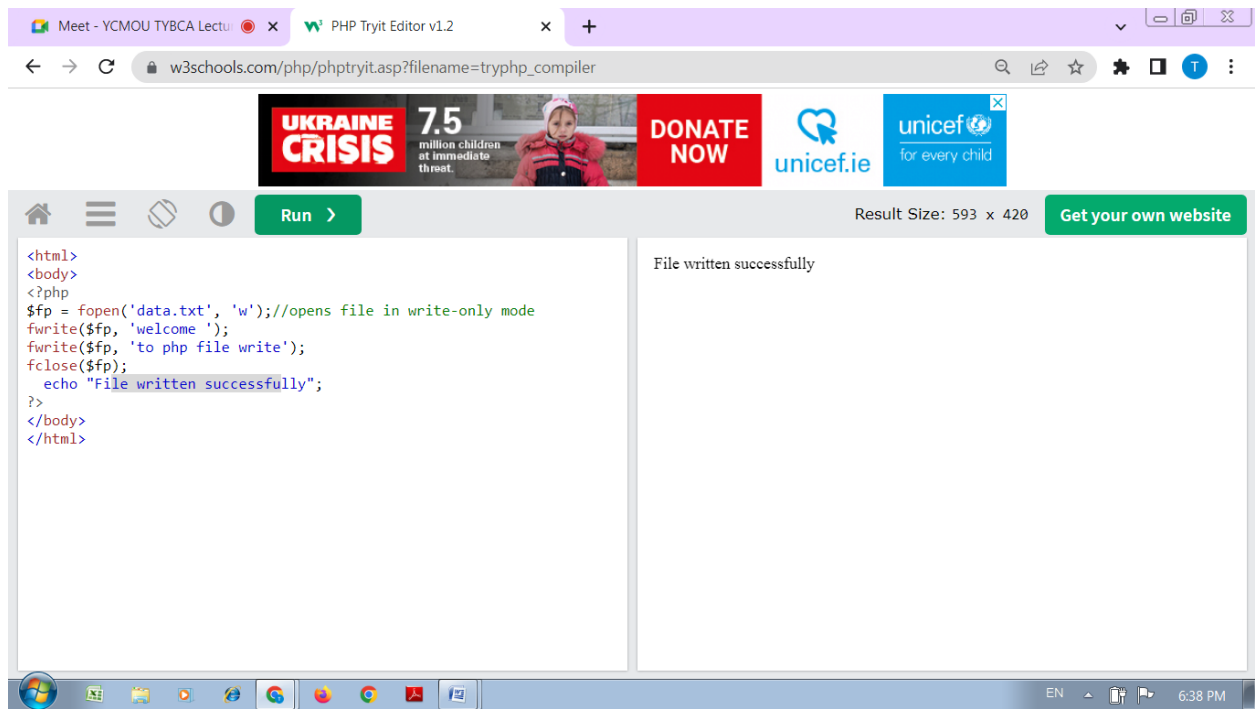 Meet - YCMOU TYBCA Lectu
PHP Tryit Editor v1.2
w3schools.com/php/phptryit.asp?filename=tryphp_compiler
T
UKRAINE
CRISIS
7.5
million children
at immediate
threat.
DONATE
NOW
unicef.ie
unicef
for every child
Run ❯
Result Size: 593 x 420
Get your own website
<html>
<body>
<?php
$fp = fopen('data.txt', 'w');//opens file in write-only mode
fwrite($fp, 'welcome ');
fwrite($fp, 'to php file write');
fclose($fp);
  echo "File written successfully";
?>
</body>
</html>
File written successfully
EN
6:38 PM